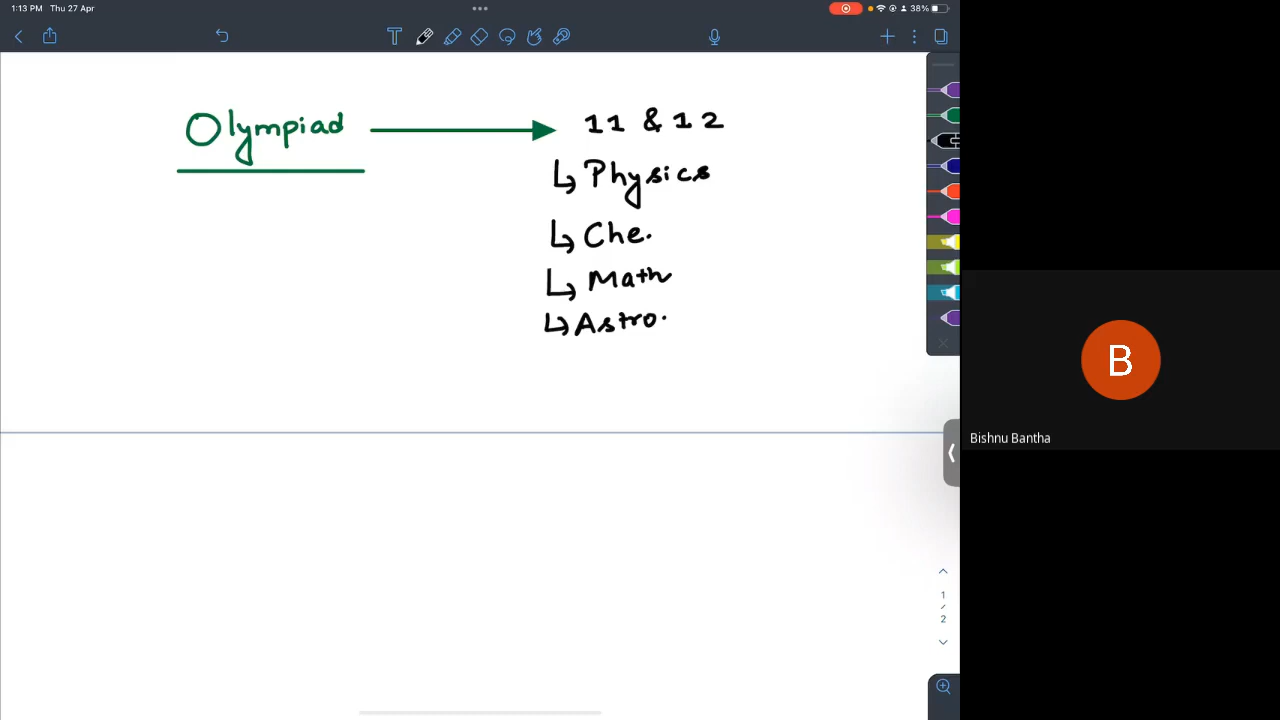 1:13 PM Thu 27 Apr
38%
Olympiad
11 & 12
Physics
Che.
Math
Astro.
B
Bishnu Bantha
1
/
2